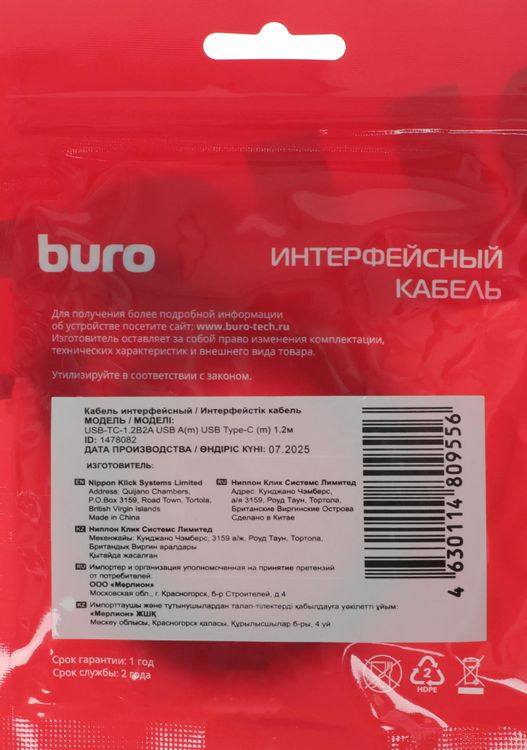 buro
ИНТЕРФЕЙСНЫЙ
КАБЕЛЬ
Для получения более подробной информации
об устройстве посетите сайт: www.buro-tech.ru
Изготовитель оставляет за собой право изменения комплектации,
технических характеристик и внешнего вида товара.
Утилизируйте в соответствии с законом.
Кабель интерфейсный / Интерфейстік кабель
МОДЕЛЬ / МОДЕЛІ:
USB-TC-1.2B2A USB A(m) USB Type-C (m) 1.2м
ID: 1478082
ДАТА ПРОИЗВОДСТВА / ӨНДІРІС КҮНІ: 07.2025
ИЗГОТОВИТЕЛЬ:
EN Nippon Klick Systems Limited
Address: Quijano Chambers,
P.O.Box 3159, Road Town, Tortola,
British Virgin Islands
Made in China
RU Ниппон Клик Системс Лимитед
Адрес: Куиджано Чэмберс,
а/я 3159, Роуд Таун, Тортола,
Британские Виргинские Острова
Сделано в Китае
KZ Ниппон Клик Системс Лимитед
Мекенжайы: Куиджано Чэмберс, 3159 а/ж, Роуд Таун, Тортола,
Британдық Виргин аралдары
Қытайда жасалған
RU Импортер и организация уполномоченная на принятие претензий
от потребителей:
ООО «Мерлион»
Московская обл., г. Красногорск, б-р Строителей, д.4
KZ Импорттаушы және тұтынушылардан талап-тілектерді қабылдауға уәкілетті ұйым:
«Мерлион» ЖШҚ
Мәскеу облысы, Красногорск қаласы, Құрылысшылар б-ры, 4 үй
4 630114 809556
Срок гарантии: 1 год
Срок службы: 2 года
2
HDPE